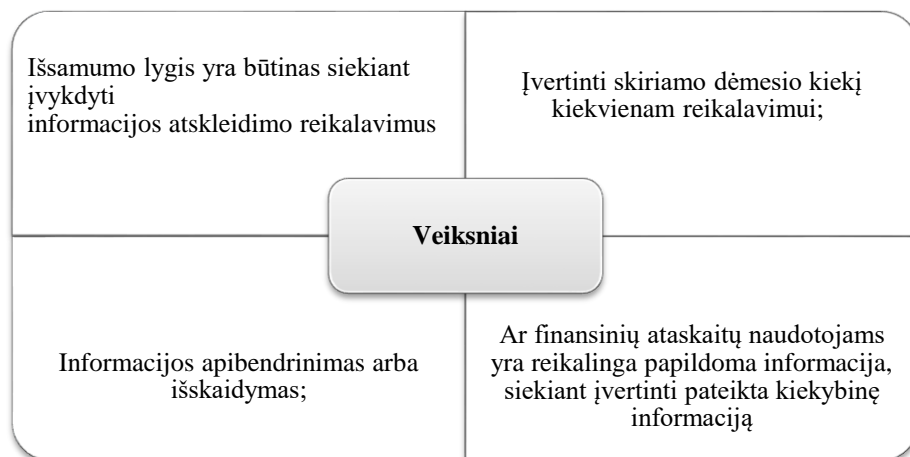 Išsamumo lygis yra būtinas siekiant
įvykdyti
informacijos atskleidimo reikalavimus
Įvertinti skiriamo dėmesio kiekį
kiekvienam reikalavimui;
Veiksniai
Informacijos apibendrinimas arba
išskaidymas;
Ar finansinių ataskaitų naudotojams
yra reikalinga papildoma informacija,
siekiant įvertinti pateikta kiekybinę
informaciją